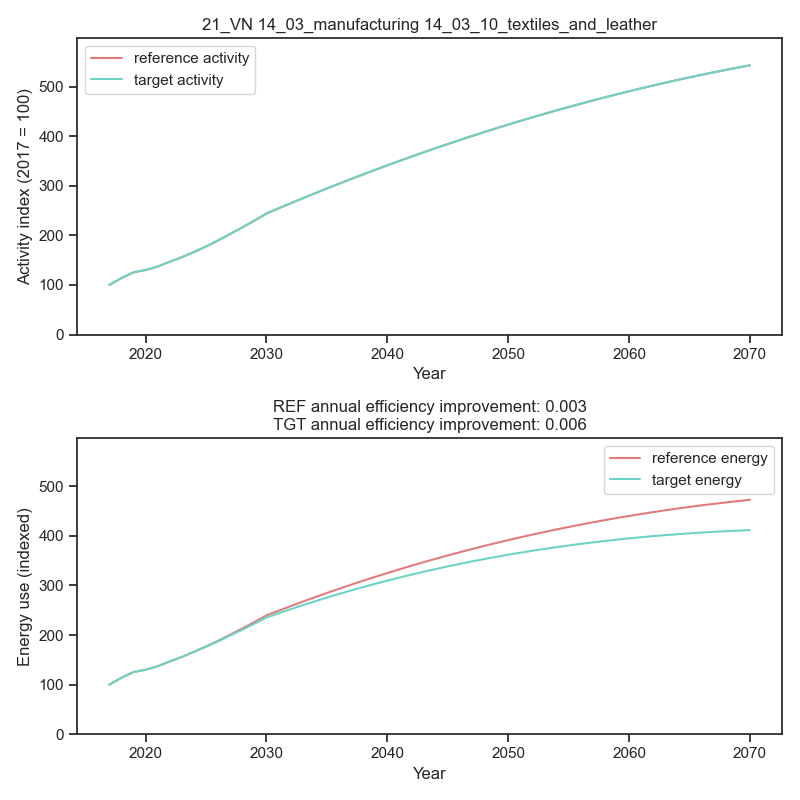 21_VN 14_03_manufacturing 14_03_10_textiles_and_leather
reference activity
target activity
Activity index (2017 = 100)
500
400
300
200
100
0
2020 2030 2040 2050 2060 2070
Year
REF annual efficiency improvement: 0.003
TGT annual efficiency improvement: 0.006
reference energy
target energy
Energy use (indexed)
500
400
300
200
100
0
2020 2030 2040 2050 2060 2070
Year